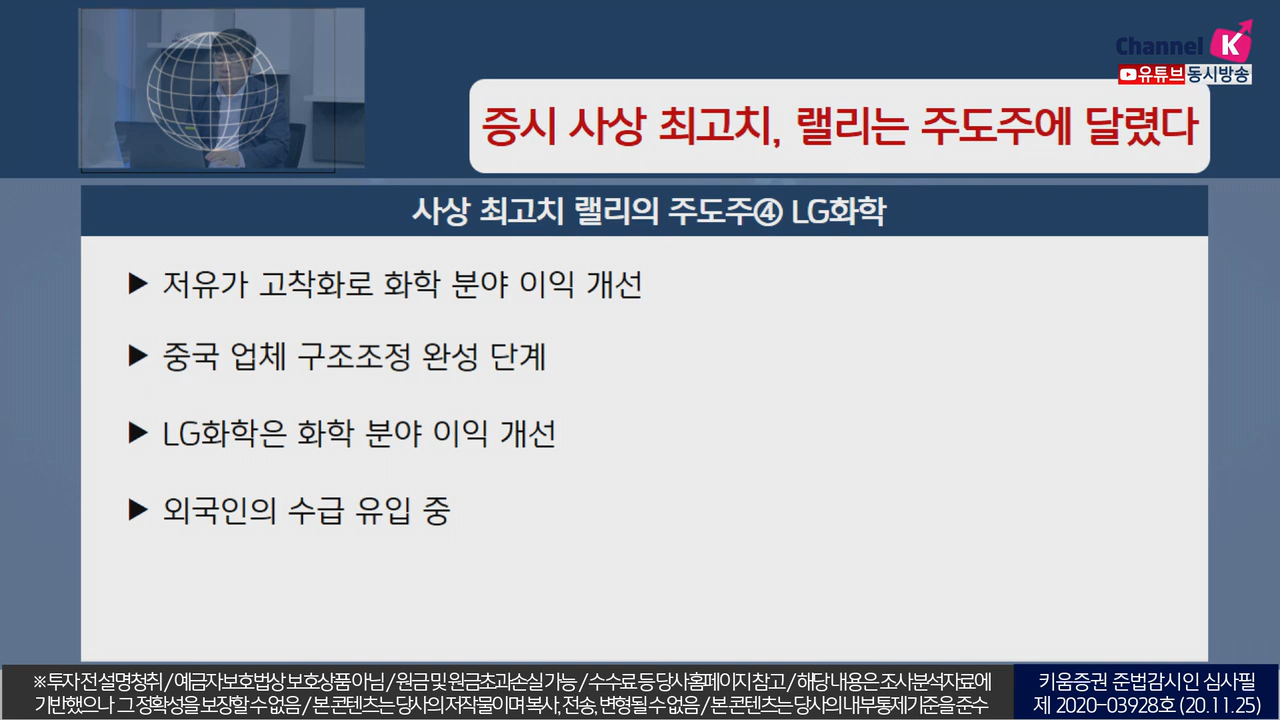 Channel K
유튜브 동시방송
증시 사상 최고치, 랠리는 주도주에 달렸다
사상 최고치 랠리의 주도주④ LG화학
▶ 저유가 고착화로 화학 분야 이익 개선
▶ 중국 업체 구조조정 완성 단계
▶ LG화학은 화학 분야 이익 개선
▶ 외국인의 수급 유입 중
※ 투자 전 설명청취 / 예금자보호법상 보호상품 아님 / 원금 및 원금초과손실 가능 / 수수료 등 당사홈페이지 참고 / 해당 내용은 조사분석자료에
기반했으나 그 정확성을 보장할 수 없음 / 본 콘텐츠는 당사의 저작물이며 복사, 전송, 변형될 수 없음 / 본 콘텐츠는 당사의 내부통제기준을 준수
키움증권 준법감시인 심사필
제 2020-03928호 (20.11.25)